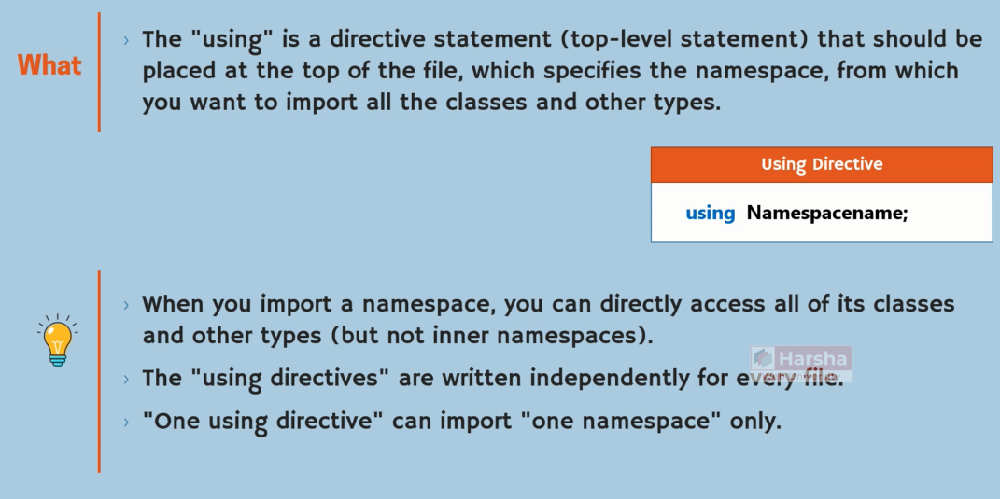 What
› The "using" is a directive statement (top-level statement) that should be
placed at the top of the file, which specifies the namespace, from which
you want to import all the classes and other types.
Using Directive
using Namespacename;
› When you import a namespace, you can directly access all of its classes
and other types (but not inner namespaces).
Harsha
› The "using directives" are written independently for every file.
› "One using directive" can import "one namespace" only.